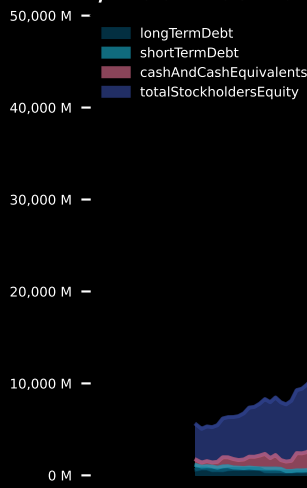 50,000 M
longTermDebt
shortTermDebt
cashAndCashEquivalents
totalStockholdersEquity
40,000 M
30,000 M
20,000 M
10,000 M
0 M